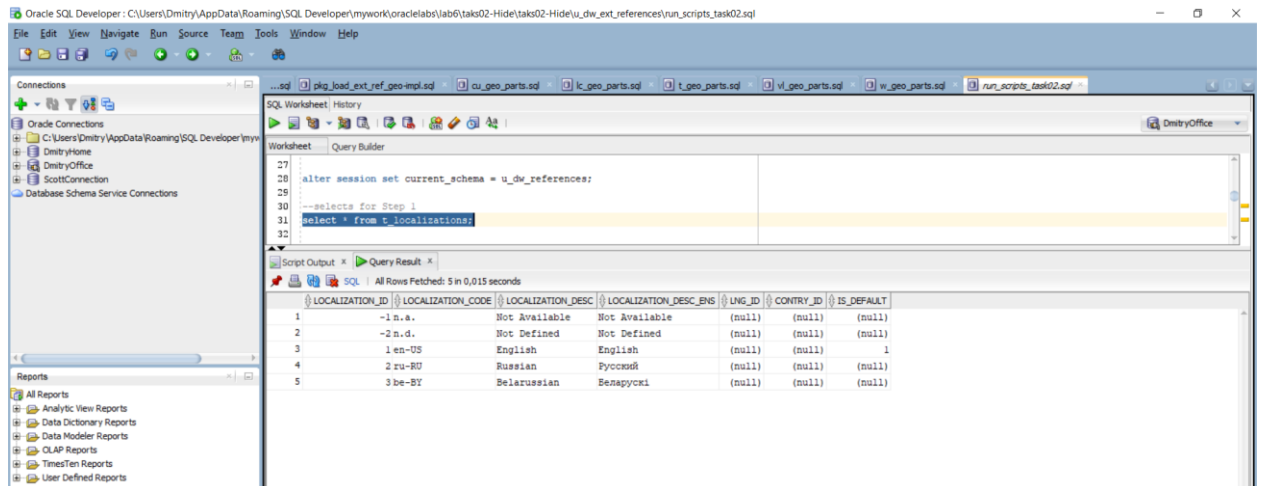 Oracle SQL Developer : C:\Users\Dmitry\AppData\Roaming\SQL Developer\mywork\oraclelabs\lab6\taks02-Hide\taks02-Hide\u_dw_ext_references\run_scripts_task02.sql
File Edit View Navigate Run Source Team Tools Window Help
Connections
Oracle Connections
C:\Users\Dmitry\AppData\Roaming\SQL Developer\myw
DmitryHome
DmitryOffice
ScottConnection
Database Schema Service Connections
Reports
All Reports
Analytic View Reports
Data Dictionary Reports
Data Modeler Reports
OLAP Reports
TimesTen Reports
User Defined Reports
...sql pkg_load_ext_ref_geo-impl.sql cu_geo_parts.sql lc_geo_parts.sql t_geo_parts.sql vl_geo_parts.sql w_geo_parts.sql run_scripts_task02.sql
SQL Worksheet History
DmitryOffice
Worksheet Query Builder
27
28 alter session set current_schema = u_dw_references;
29
30 --selects for Step 1
31 select * from t_localizations;
32
Script Output x Query Result x
SQL | All Rows Fetched: 5 in 0,015 seconds
LOCALIZATION_ID LOCALIZATION_CODE LOCALIZATION_DESC LOCALIZATION_DESC_ENS LNG_ID CONTRY_ID IS_DEFAULT
1 -1 n.a. Not Available Not Available (null) (null) (null)
2 -2 n.d. Not Defined Not Defined (null) (null) (null)
3 1 en-US English English (null) (null) 1
4 2 ru-RU Russian Русский (null) (null) (null)
5 3 be-BY Belarussian Беларускі (null) (null) (null)